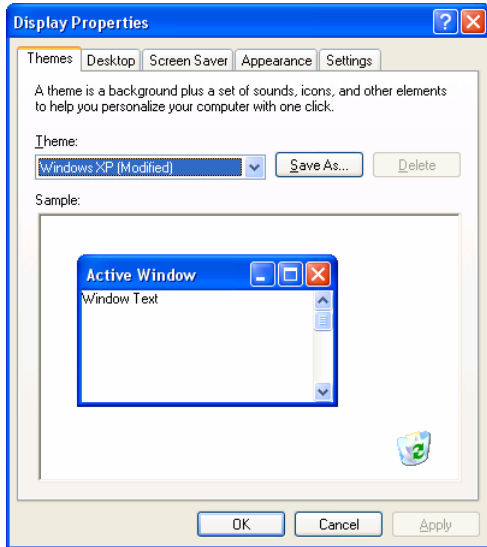 Display Properties
Themes Desktop Screen Saver Appearance Settings
A theme is a background plus a set of sounds, icons, and other elements
to help you personalize your computer with one click.
Theme:
Windows XP (Modified)
Save As...
Delete
Sample:
Active Window
Window Text
OK
Cancel
Apply